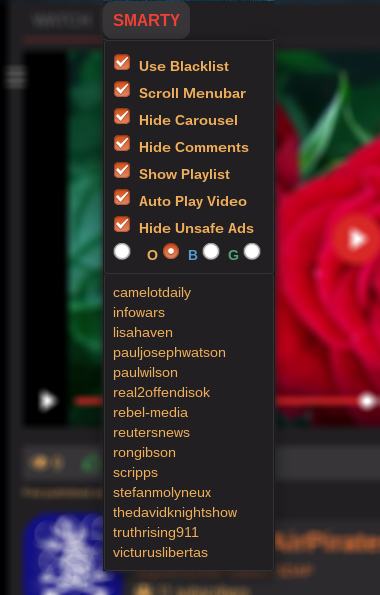 WATCH
SMARTY
Use Blacklist
Scroll Menubar
Hide Carousel
Hide Comments
Show Playlist
Auto Play Video
Hide Unsafe Ads
O B G
camelotdaily
infowars
lisahaven
pauljosephwatson
paulwilson
real2offendisok
rebel-media
reutersnews
rongibson
scripps
stefanmolyneux
thedavidknightshow
truthrising911
victuruslibertas
AirPirate